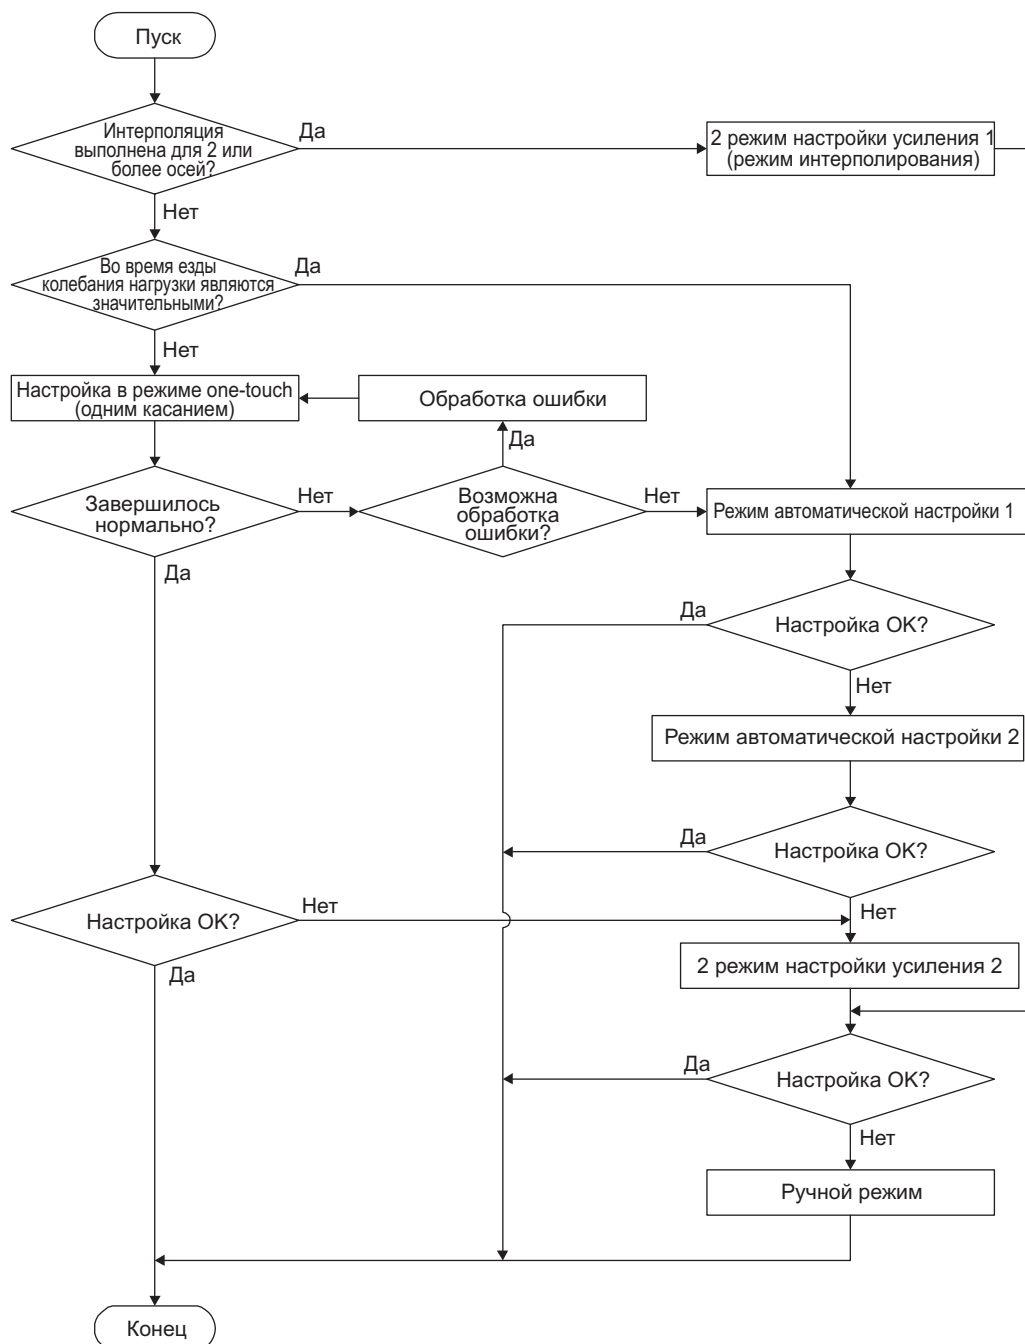 Пуск
Интерполяция
выполнена для 2 или
более осей?
Да
2 режим настройки усиления 1
(режим интерполирования)
Нет
Во время езды
колебания нагрузки являются
значительными?
Да
Нет
Настройка в режиме one-touch
(одним касанием)
Обработка ошибки
Да
Завершилось
нормально?
Нет
Возможна
обработка
ошибки?
Нет
Режим автоматической настройки 1
Да
Да
Настройка OK?
Нет
Режим автоматической настройки 2
Да
Настройка OK?
Нет
Настройка OK?
Нет
Да
2 режим настройки усиления 2
Да
Настройка OK?
Нет
Ручной режим
Конец